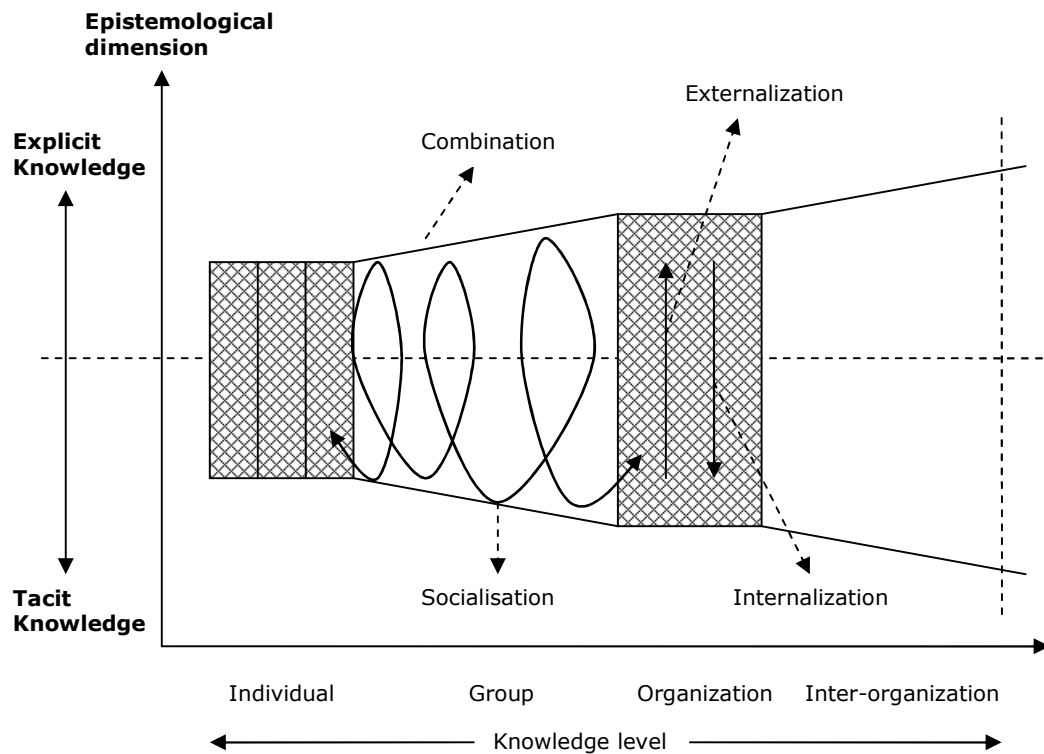 Epistemological
dimension
Externalization
Explicit
Knowledge
Combination
Tacit
Knowledge
Socialisation
Internalization
Individual
Group
Organization
Inter-organization
Knowledge level